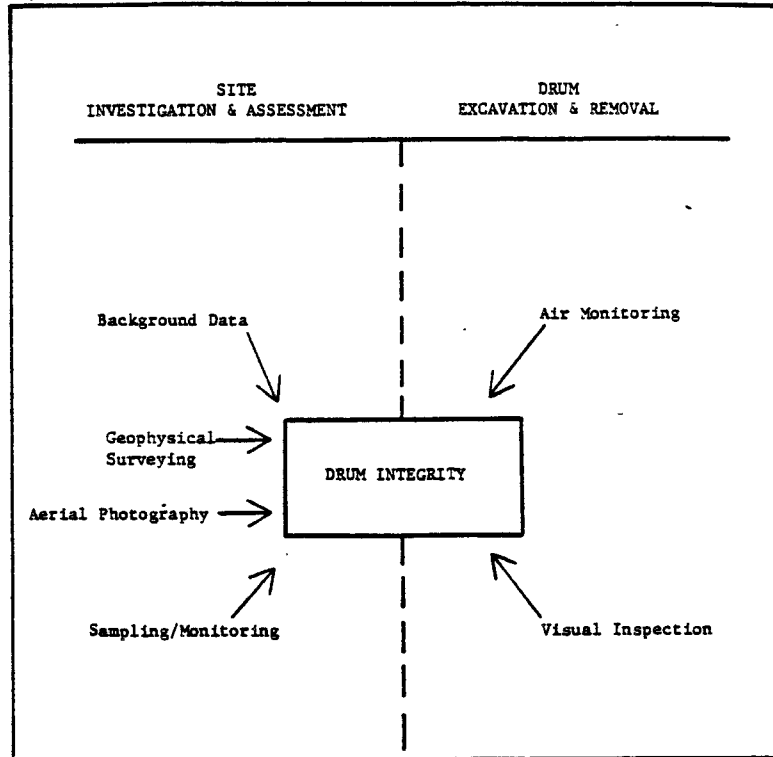 SITE
INVESTIGATION & ASSESSMENT
DRUM
EXCAVATION & REMOVAL
Background Data
Air Monitoring
Geophysical
Surveying
DRUM INTEGRITY
Aerial Photography
Sampling/Monitoring
Visual Inspection